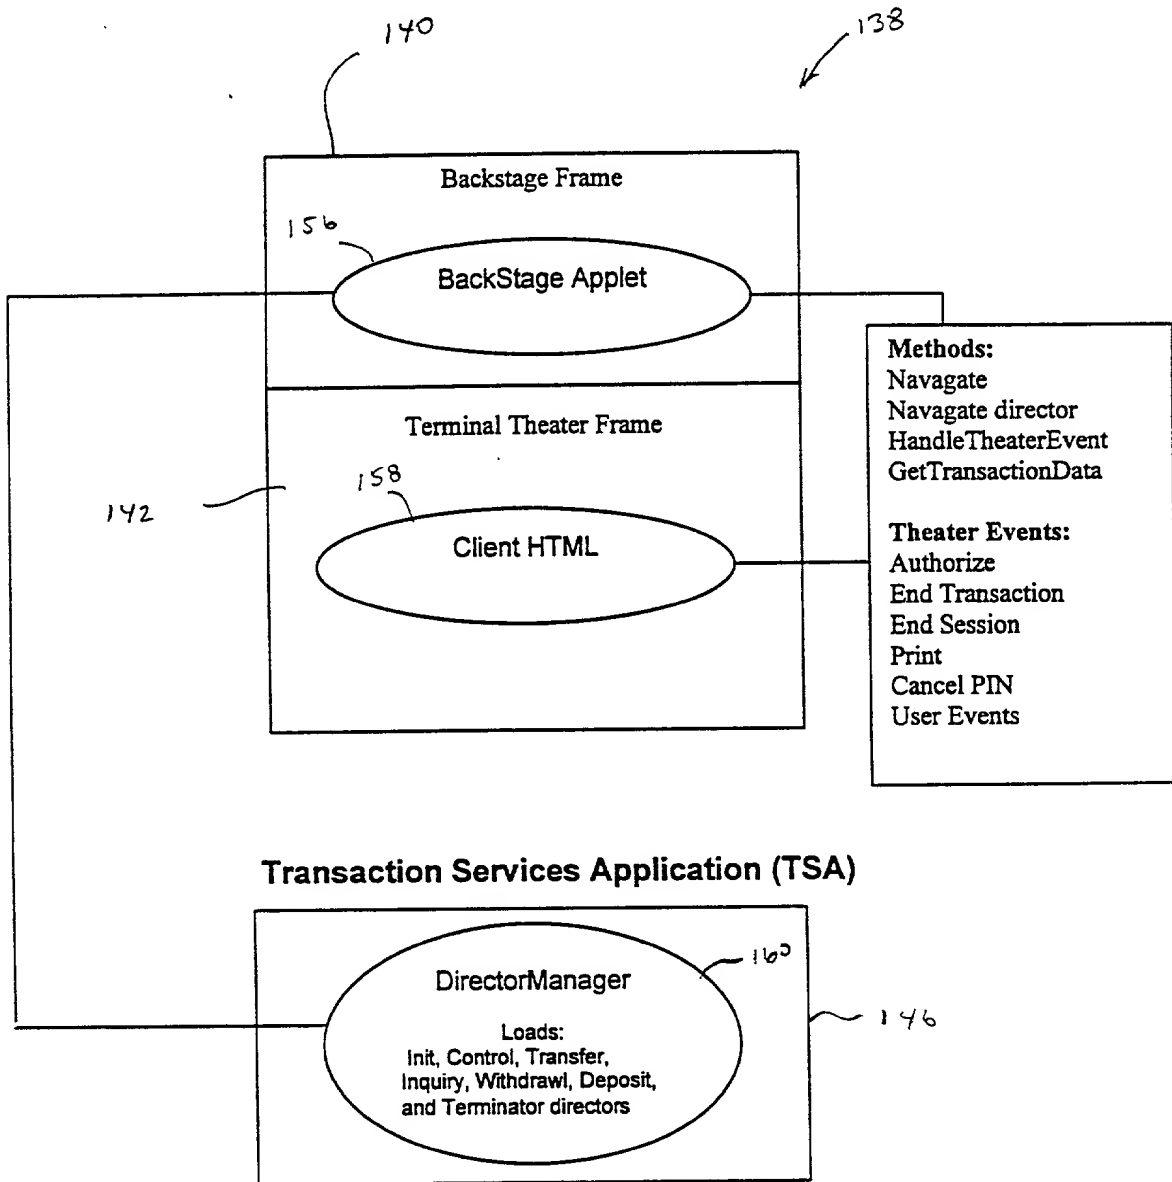 140
138
Backstage Frame
156
BackStage Applet
Methods:
Navagate
Navagate director
HandleTheaterEvent
GetTransactionData
Theater Events:
Authorize
End Transaction
End Session
Print
Cancel PIN
User Events
Terminal Theater Frame
142
158
Client HTML
Transaction Services Application (TSA)
160
DirectorManager
146
Loads:
Init, Control, Transfer,
Inquiry, Withdrawl, Deposit,
and Terminator directors